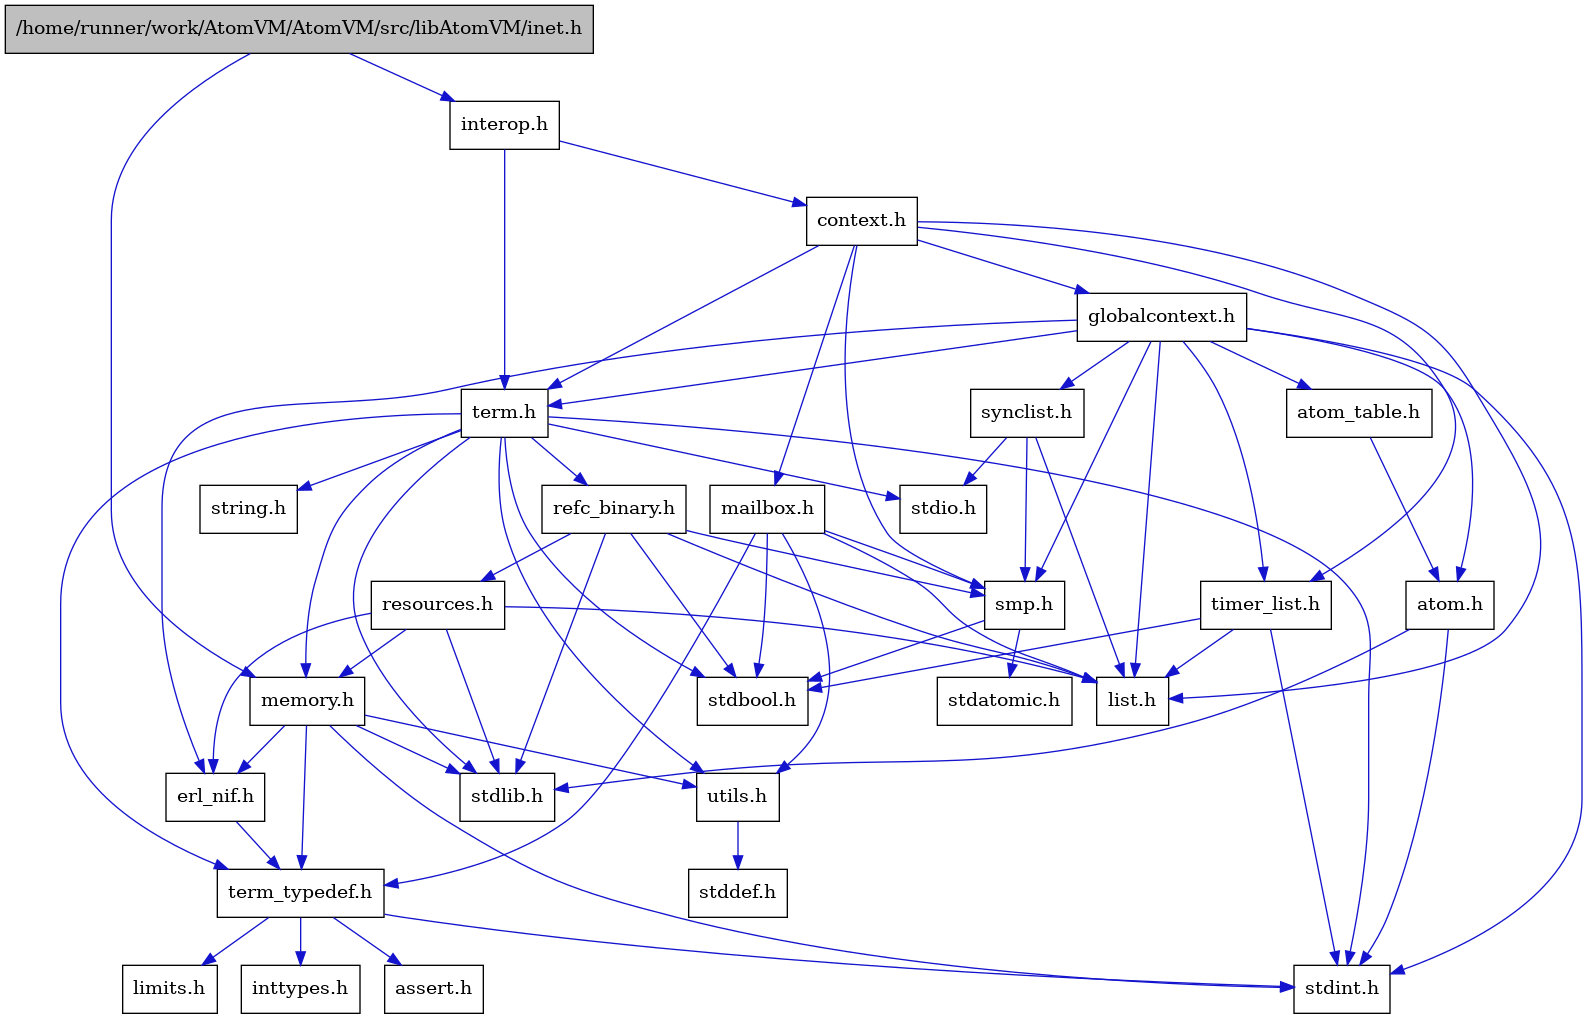 /home/runner/work/AtomVM/AtomVM/src/libAtomVM/inet.h
interop.h
context.h
globalcontext.h
term.h
synclist.h
atom_table.h
string.h
refc_binary.h
mailbox.h
stdio.h
resources.h
smp.h
timer_list.h
atom.h
memory.h
stdbool.h
stdatomic.h
list.h
erl_nif.h
stdlib.h
utils.h
term_typedef.h
stddef.h
limits.h
inttypes.h
assert.h
stdint.h